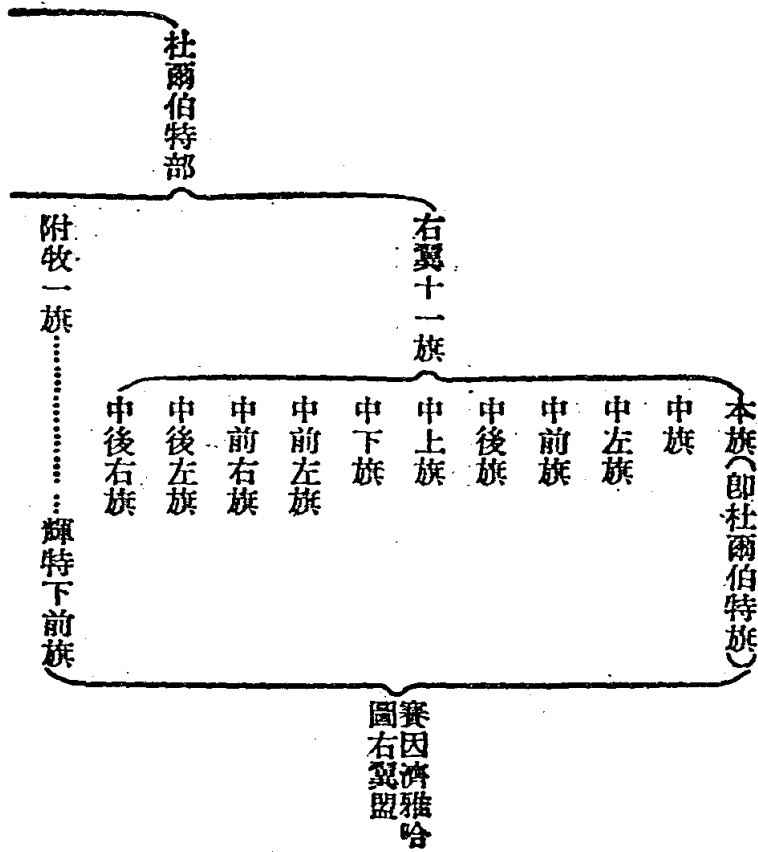 杜爾伯特部
右翼十一旗
本旗（卽杜爾伯特旗）
中旗
中左旗
中前旗
中後旗
中上旗
中下旗
中前左旗
中前右旗
中後左旗
中後右旗
附牧一旗………………輝特下前旗
賽因濟雅哈
圖右翼盟